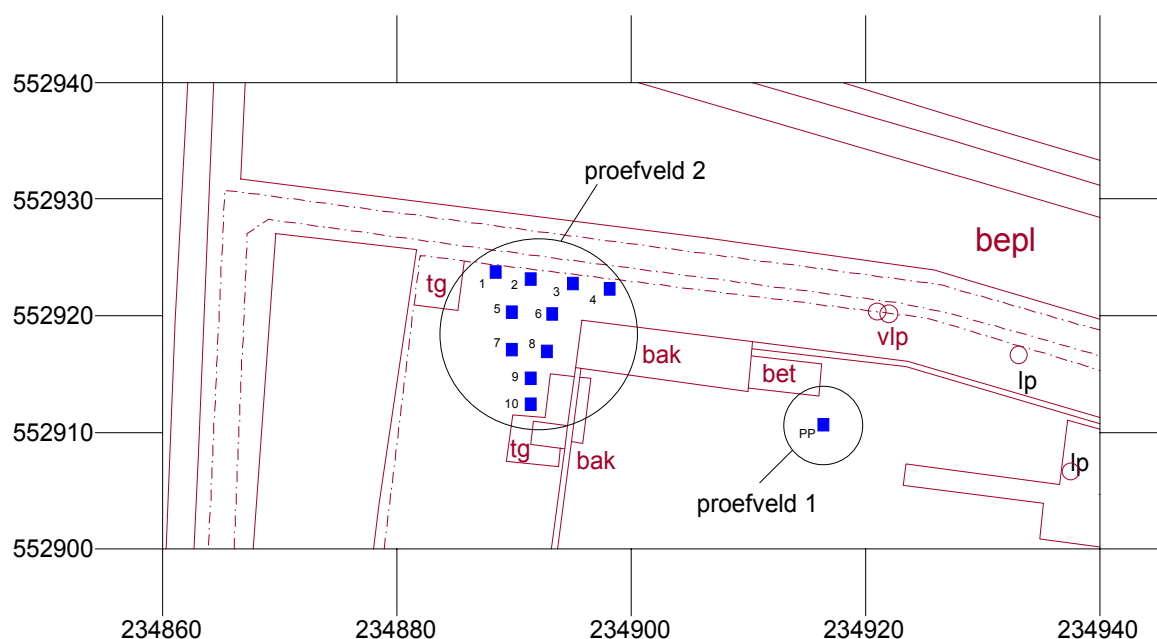 552940
proefveld 2
552930
bepl
tg
1
2
3
4
552920
5
6
vlp
7
8
bak
lp
bet
9
10
552910
PP
tg
bak
lp
proefveld 1
552900
234860
234880
234900
234920
234940